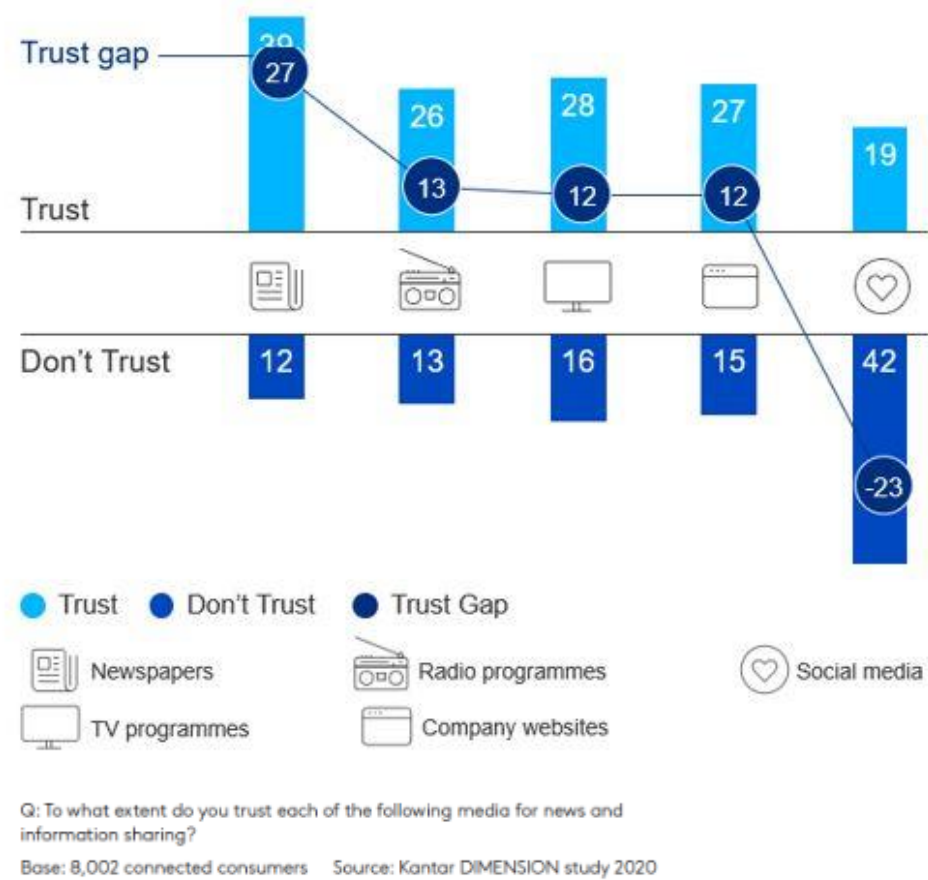 39
Trust gap
27
26
28
27
19
13
12
12
Trust
Don't Trust
12
13
16
15
42
-23
Trust
Don't Trust
Trust Gap
Newspapers
Radio programmes
Social media
TV programmes
Company websites
Q: To what extent do you trust each of the following media for news and
information sharing?
Base: 8,002 connected consumers Source: Kantar DIMENSION study 2020